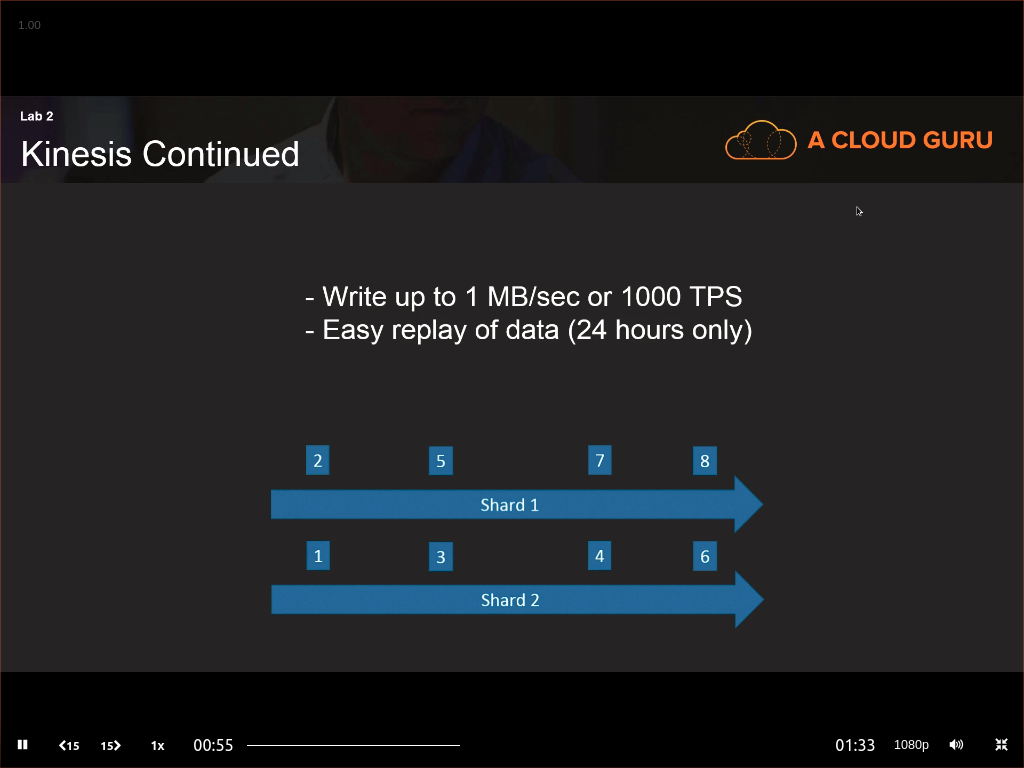 1.00
Lab 2
Kinesis Continued
A CLOUD GURU
- Write up to 1 MB/sec or 1000 TPS
- Easy replay of data (24 hours only)
2 5 7 8
Shard 1
1 3 4 6
Shard 2
15 15 1x 00:55 01:33 1080p